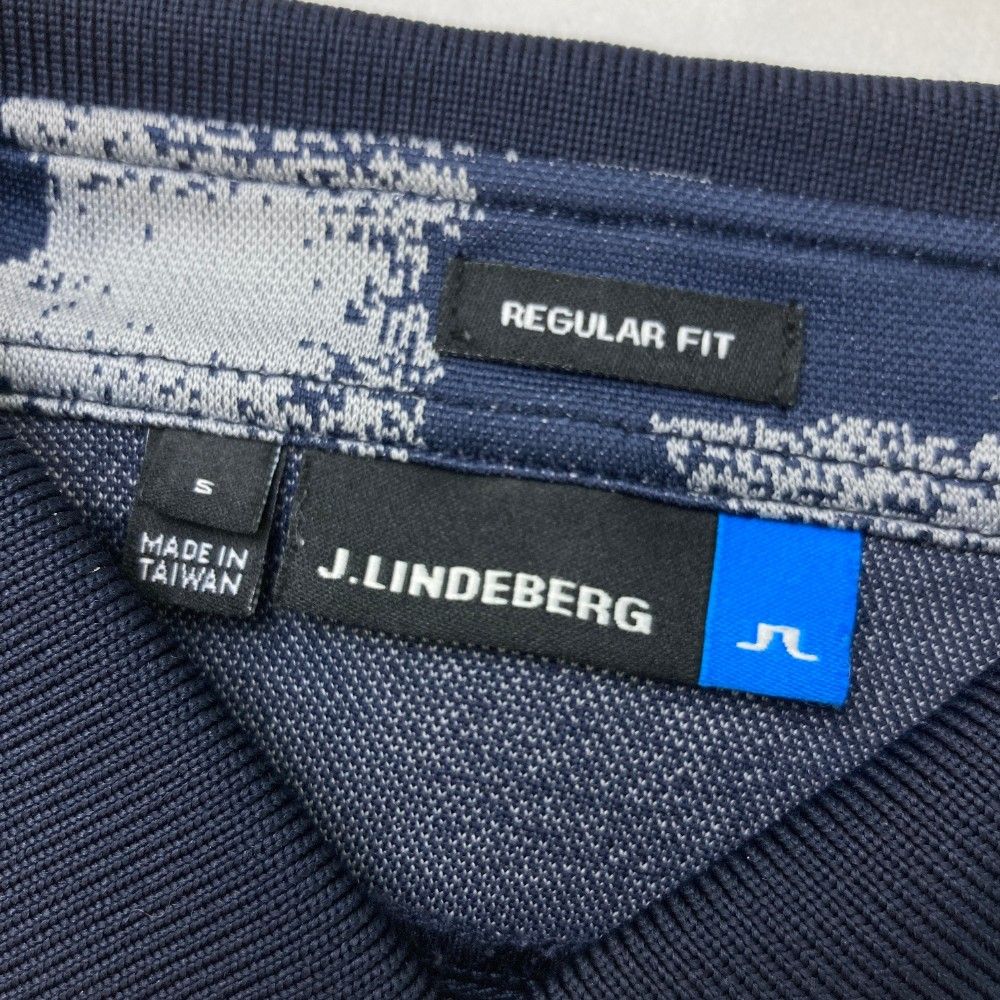 REGULAR FIT
S
MADE IN
TAIWAN
J.LINDEBERG